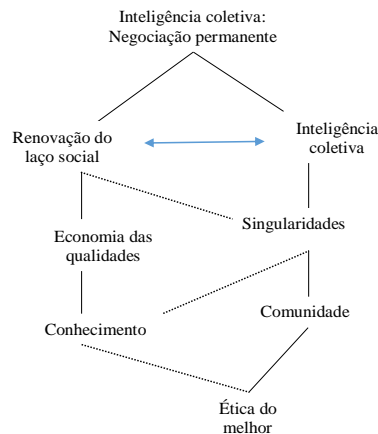 Inteligência coletiva:
Negociação permanente
Renovação do
laço social
Inteligência
coletiva
Economia das
qualidades
Singularidades
Conhecimento
Comunidade
Ética do
melhor